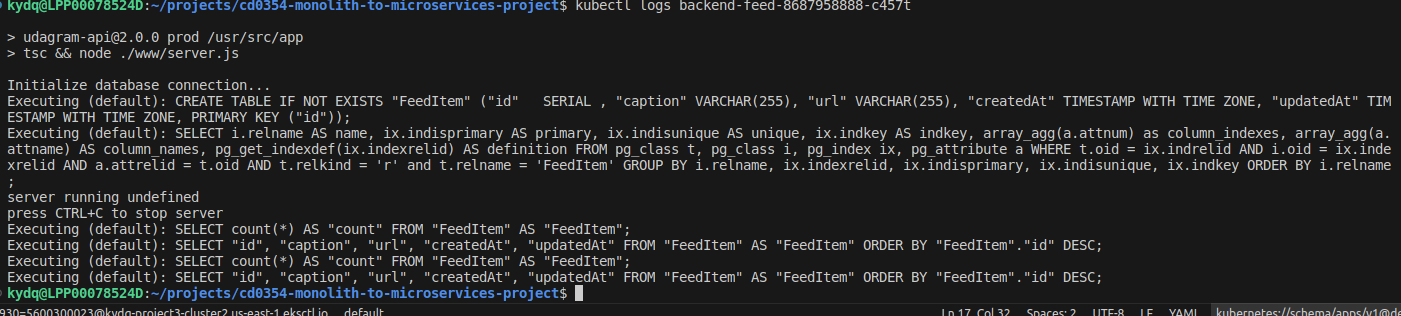 kydq@LPP00078524D:~/projects/cd0354-monolith-to-microservices-project$ kubectl logs backend-feed-8687958888-c457t
> udagram-api@2.0.0 prod /usr/src/app
> tsc && node ./www/server.js
Initialize database connection...
Executing (default): CREATE TABLE IF NOT EXISTS "FeedItem" ("id"   SERIAL , "caption" VARCHAR(255), "url" VARCHAR(255), "createdAt" TIMESTAMP WITH TIME ZONE, "updatedAt" TIM
ESTAMP WITH TIME ZONE, PRIMARY KEY ("id"));
Executing (default): SELECT i.relname AS name, ix.indisprimary AS primary, ix.indisunique AS unique, ix.indkey AS indkey, array_agg(a.attnum) as column_indexes, array_agg(a.
attname) AS column_names, pg_get_indexdef(ix.indexrelid) AS definition FROM pg_class t, pg_class i, pg_index ix, pg_attribute a WHERE t.oid = ix.indrelid AND i.oid = ix.inde
xrelid AND a.attrelid = t.oid AND t.relkind = 'r' and t.relname = 'FeedItem' GROUP BY i.relname, ix.indexrelid, ix.indisprimary, ix.indisunique, ix.indkey ORDER BY i.relname
;
server running undefined
press CTRL+C to stop server
Executing (default): SELECT count(*) AS "count" FROM "FeedItem" AS "FeedItem";
Executing (default): SELECT "id", "caption", "url", "createdAt", "updatedAt" FROM "FeedItem" AS "FeedItem" ORDER BY "FeedItem"."id" DESC;
Executing (default): SELECT count(*) AS "count" FROM "FeedItem" AS "FeedItem";
Executing (default): SELECT "id", "caption", "url", "createdAt", "updatedAt" FROM "FeedItem" AS "FeedItem" ORDER BY "FeedItem"."id" DESC;
kydq@LPP00078524D:~/projects/cd0354-monolith-to-microservices-project$
930=5600300023@kydq-project3-cluster2.us-east-1.eksctl.io default Ln 17, Col 32 Spaces: 2 UTF-8 LF YAML kubernetes://schema/apps/v1@de